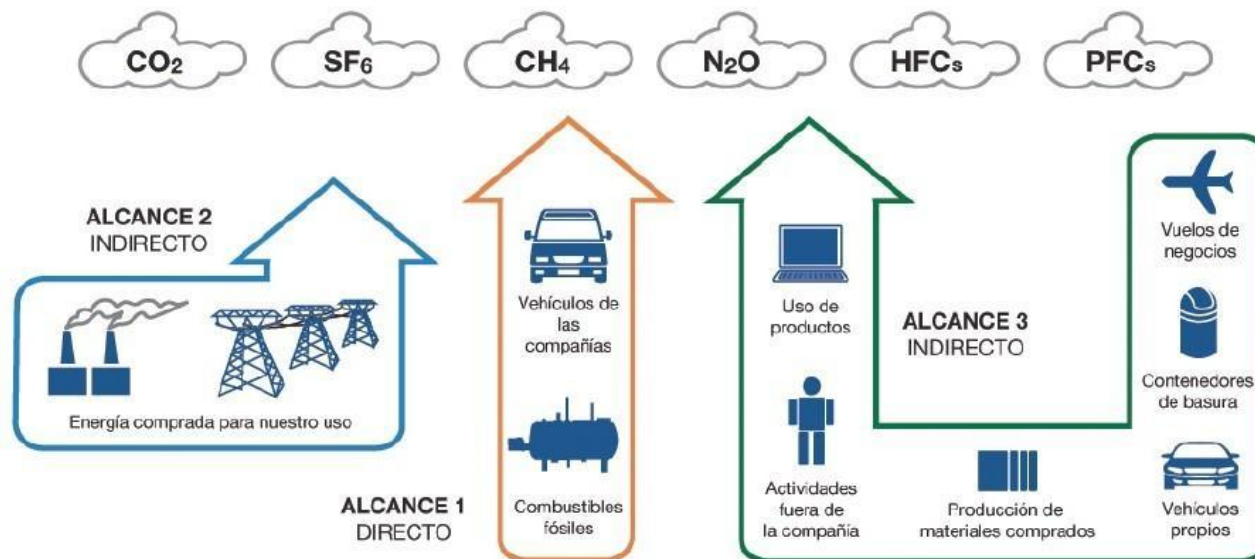 CO2
SF6
CH4
N2O
HFCs
PFCs
ALCANCE 2
INDIRECTO
Energía comprada para nuestro uso
ALCANCE 1
DIRECTO
Vehículos de
las
compañías
Combustibles
fósiles
Uso de
productos
Actividades
fuera de
la compañía
ALCANCE 3
INDIRECTO
Producción de
materiales comprados
Vuelos de
negocios
Contenedores
de basura
Vehículos
propios